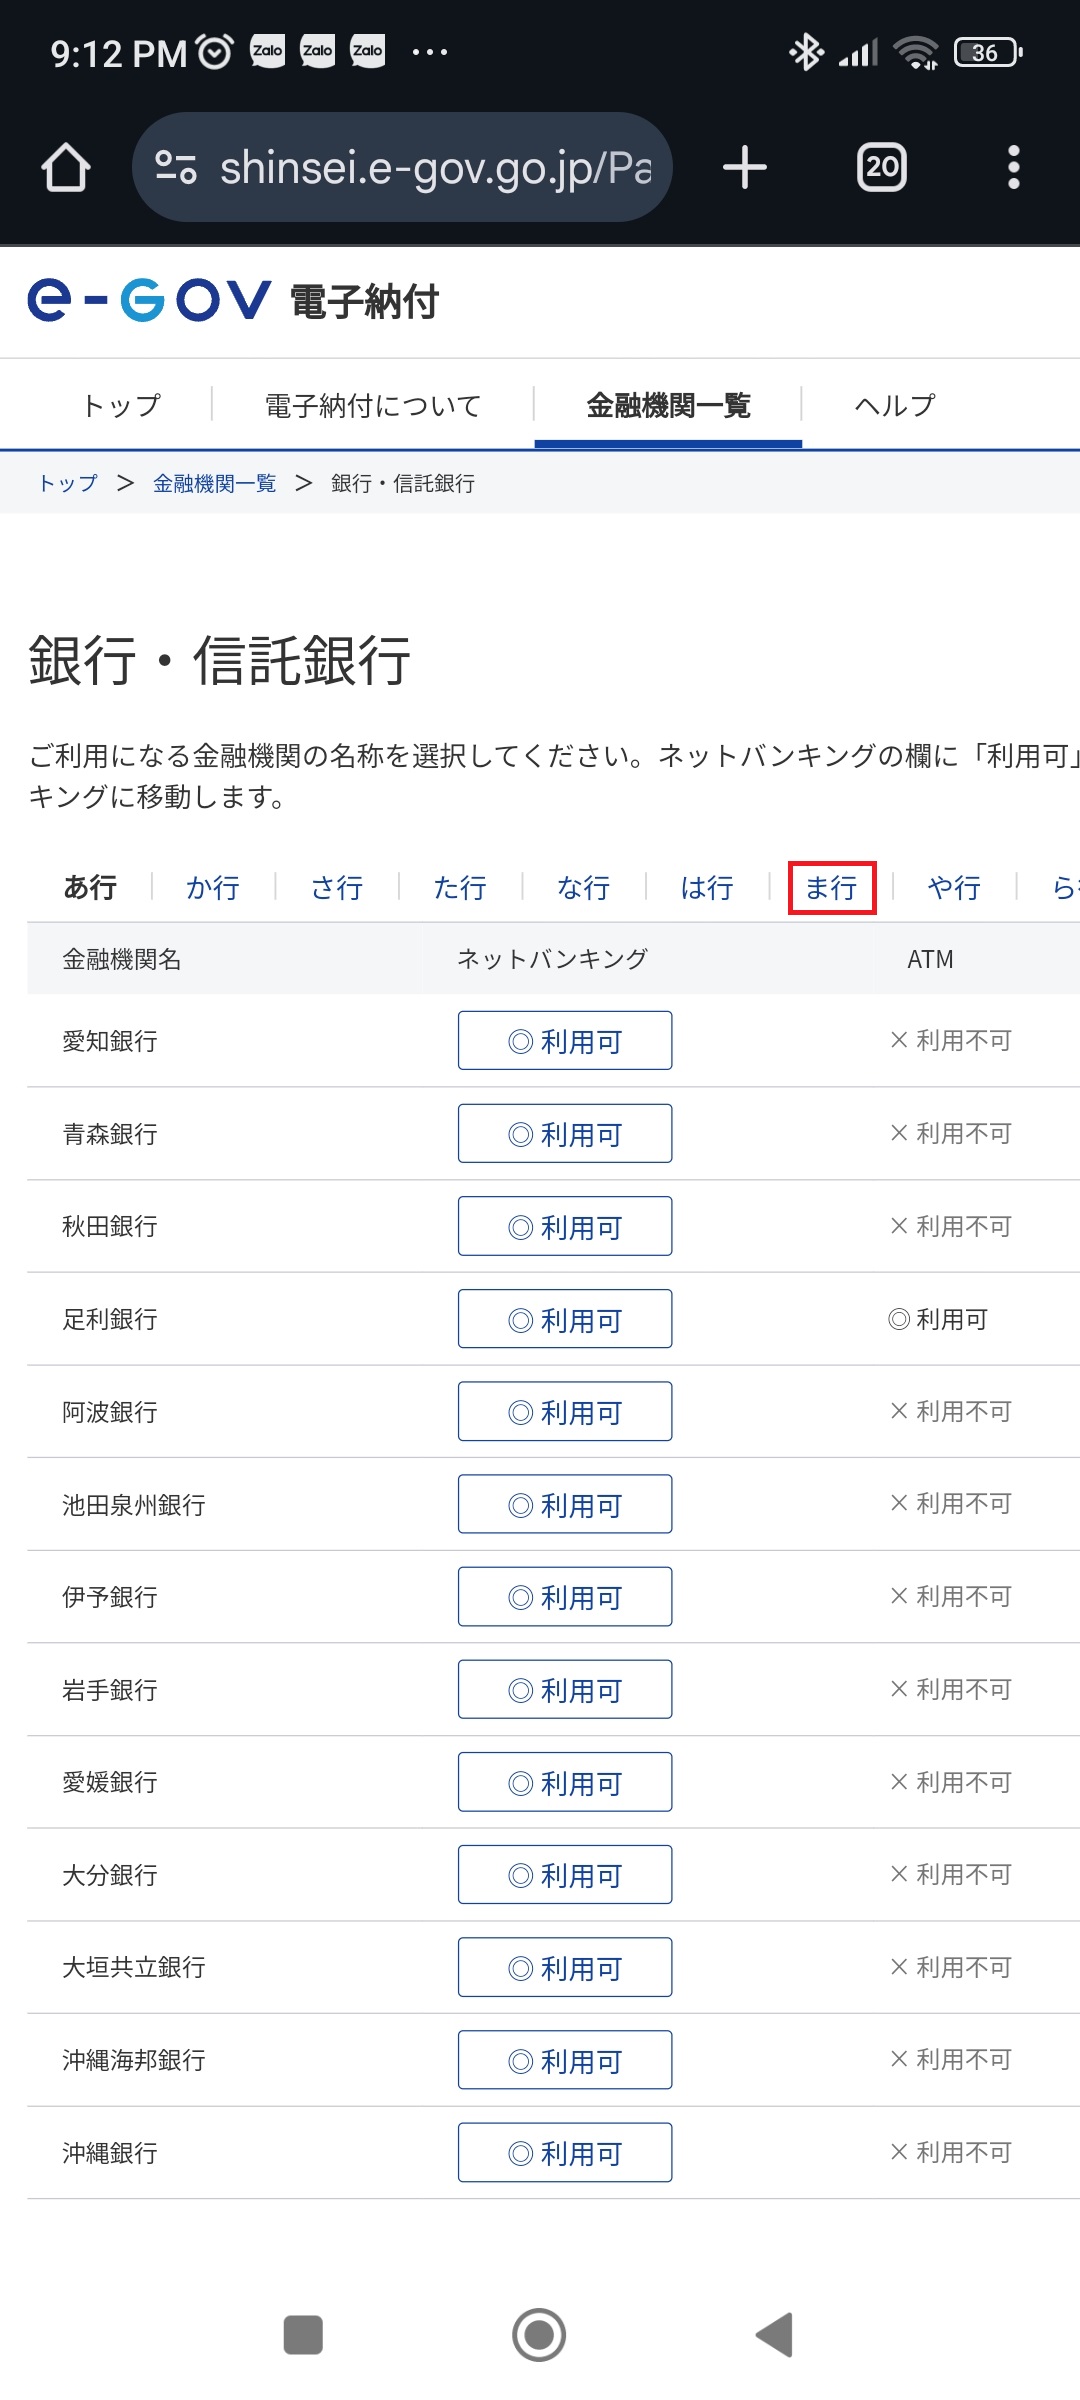 9:12 PM Zalo Zalo Zalo ... 36
shinsei.e-gov.go.jp/Pa 20
e-GOV 電子納付
トップ 電子納付について 金融機関一覧 ヘルプ
トップ > 金融機関一覧 > 銀行・信託銀行
銀行・信託銀行
ご利用になる金融機関の名称を選択してください。ネットバンキングの欄に「利用可」
キングに移動します。
あ行 か行 さ行 た行 な行 は行 ま行 や行 ら
金融機関名 ネットバンキング ATM
愛知銀行 ◎ 利用可 × 利用不可
青森銀行 ◎ 利用可 × 利用不可
秋田銀行 ◎ 利用可 × 利用不可
足利銀行 ◎ 利用可 ◎ 利用可
阿波銀行 ◎ 利用可 × 利用不可
池田泉州銀行 ◎ 利用可 × 利用不可
伊予銀行 ◎ 利用可 × 利用不可
岩手銀行 ◎ 利用可 × 利用不可
愛媛銀行 ◎ 利用可 × 利用不可
大分銀行 ◎ 利用可 × 利用不可
大垣共立銀行 ◎ 利用可 × 利用不可
沖縄海邦銀行 ◎ 利用可 × 利用不可
沖縄銀行 ◎ 利用可 × 利用不可